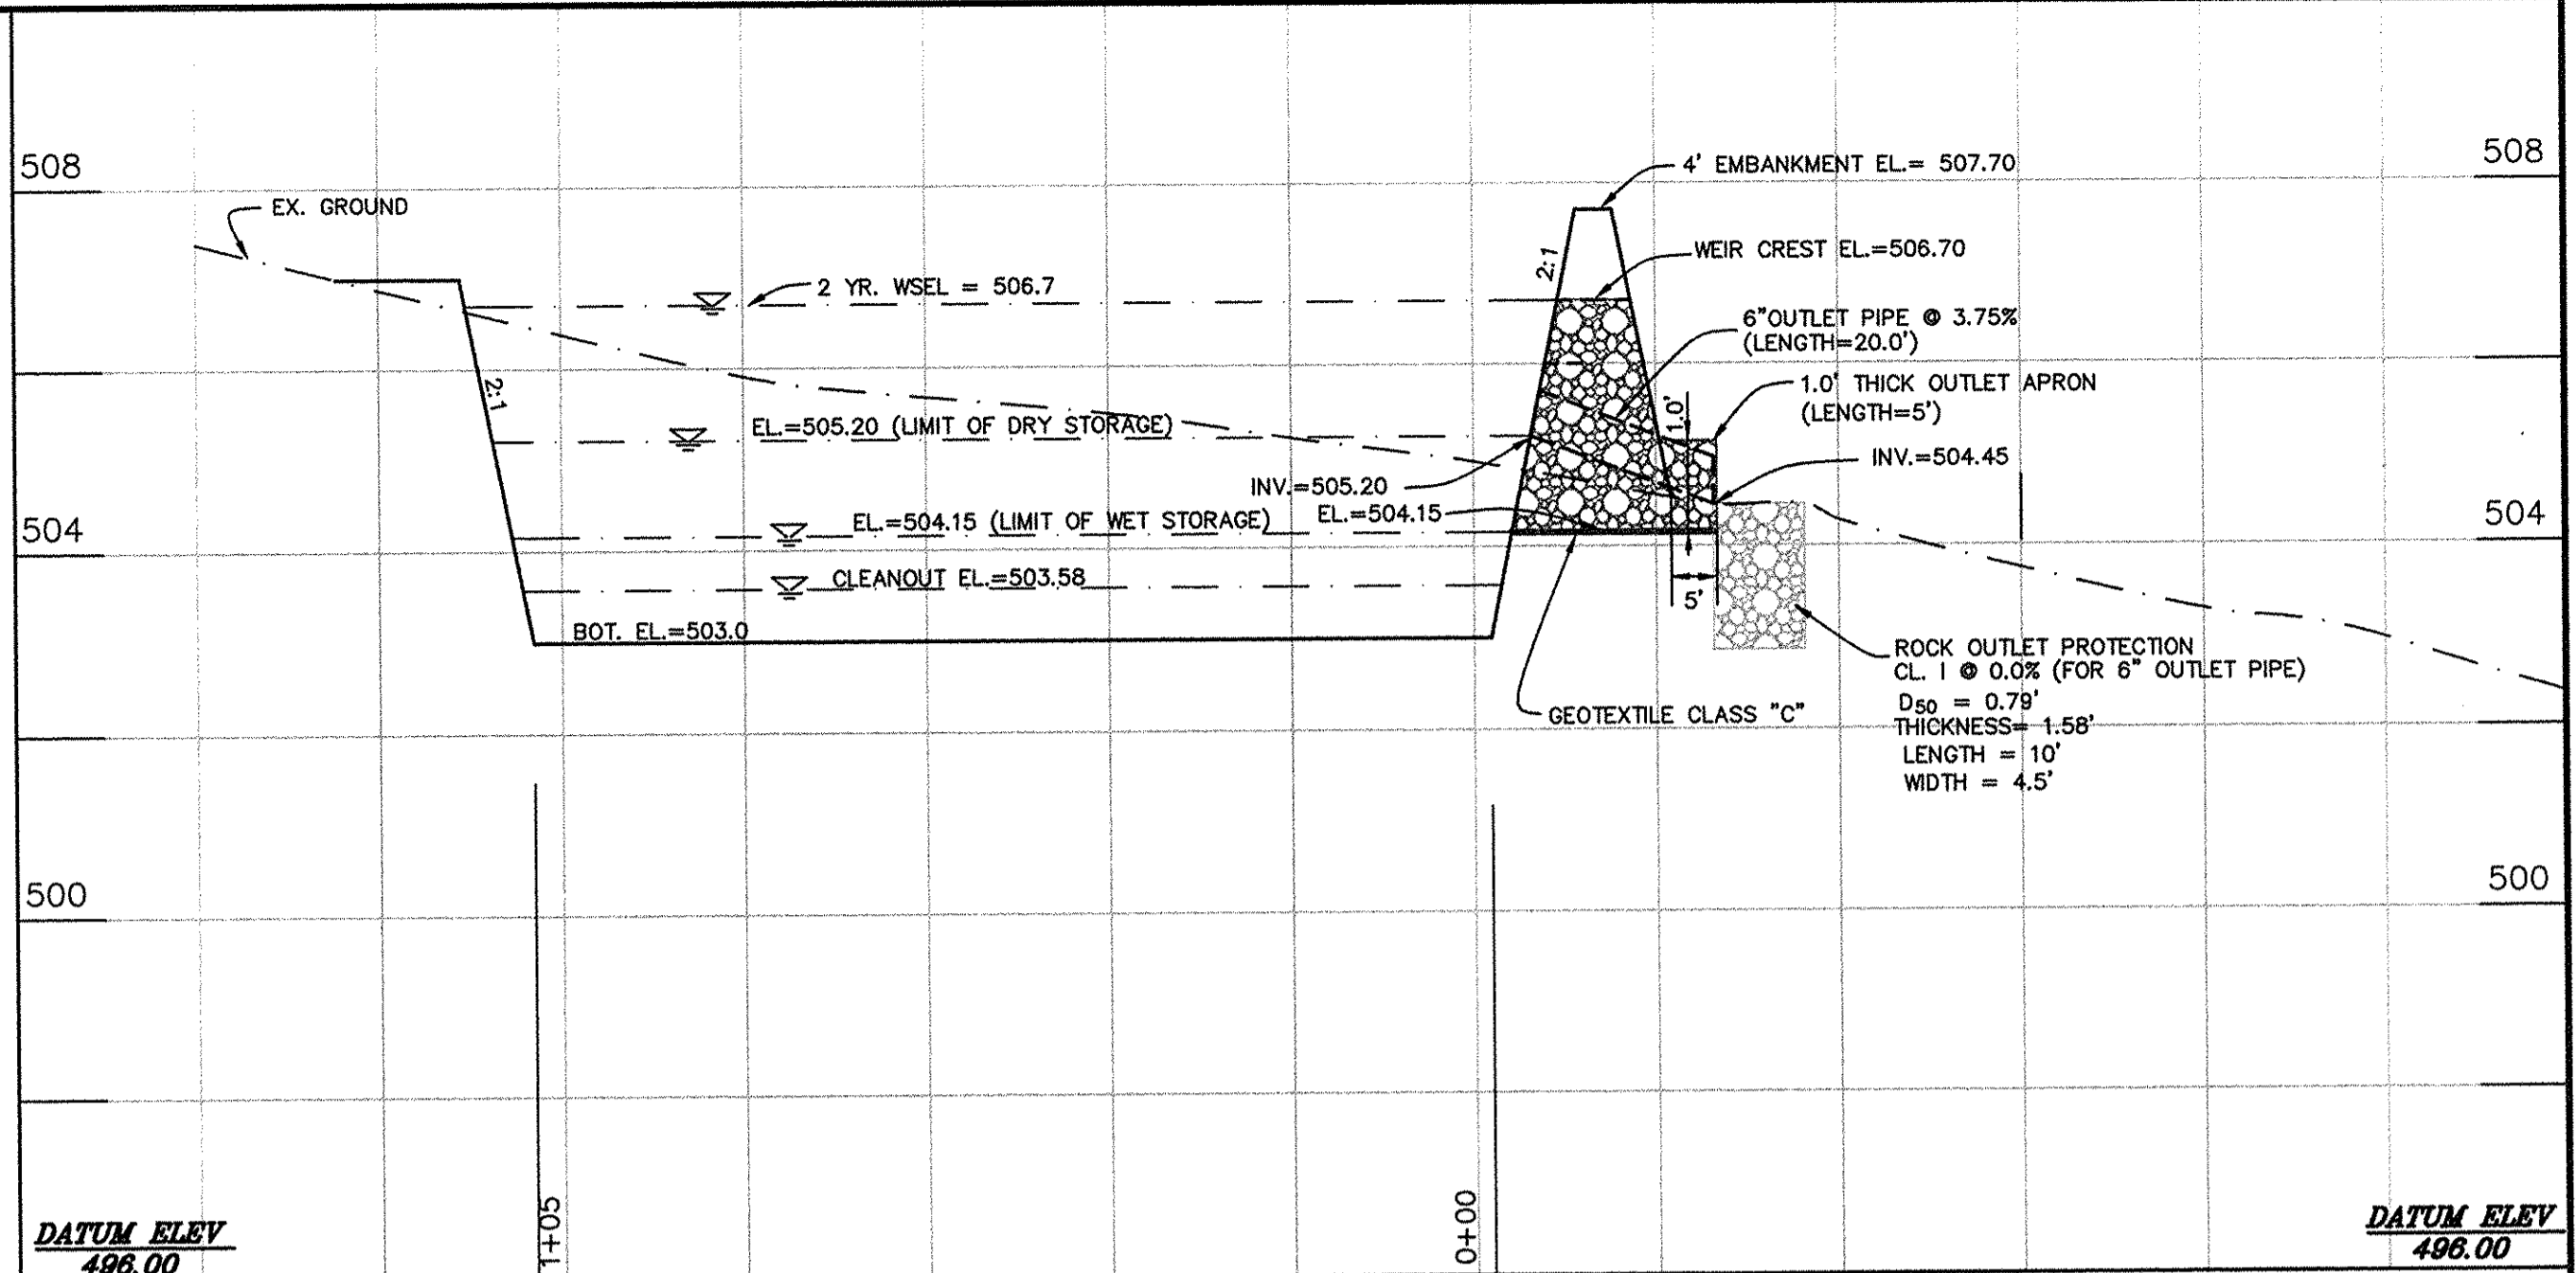 508
508
4' EMBANKMENT EL.= 507.70
EX. GROUND
WEIR CREST EL.=506.70
2:1
2 YR. WSEL = 506.7
6"OUTLET PIPE @ 3.75%
(LENGTH=20.0')
2:1
1.0' THICK OUTLET APRON
(LENGTH=5')
1.0'
EL.=505.20 (LIMIT OF DRY STORAGE)
INV.=504.45
INV.=505.20
504
EL.=504.15 (LIMIT OF WET STORAGE)
EL.=504.15
504
CLEANOUT EL.=503.58
5'
BOT. EL.=503.0
ROCK OUTLET PROTECTION
CL. I @ 0.0% (FOR 6" OUTLET PIPE)
D50 = 0.79'
THICKNESS= 1.58'
LENGTH = 10'
WIDTH = 4.5'
GEOTEXTILE CLASS "C"
500
500
1+05
0+00
DATUM ELEV
496.00
DATUM ELEV
496.00